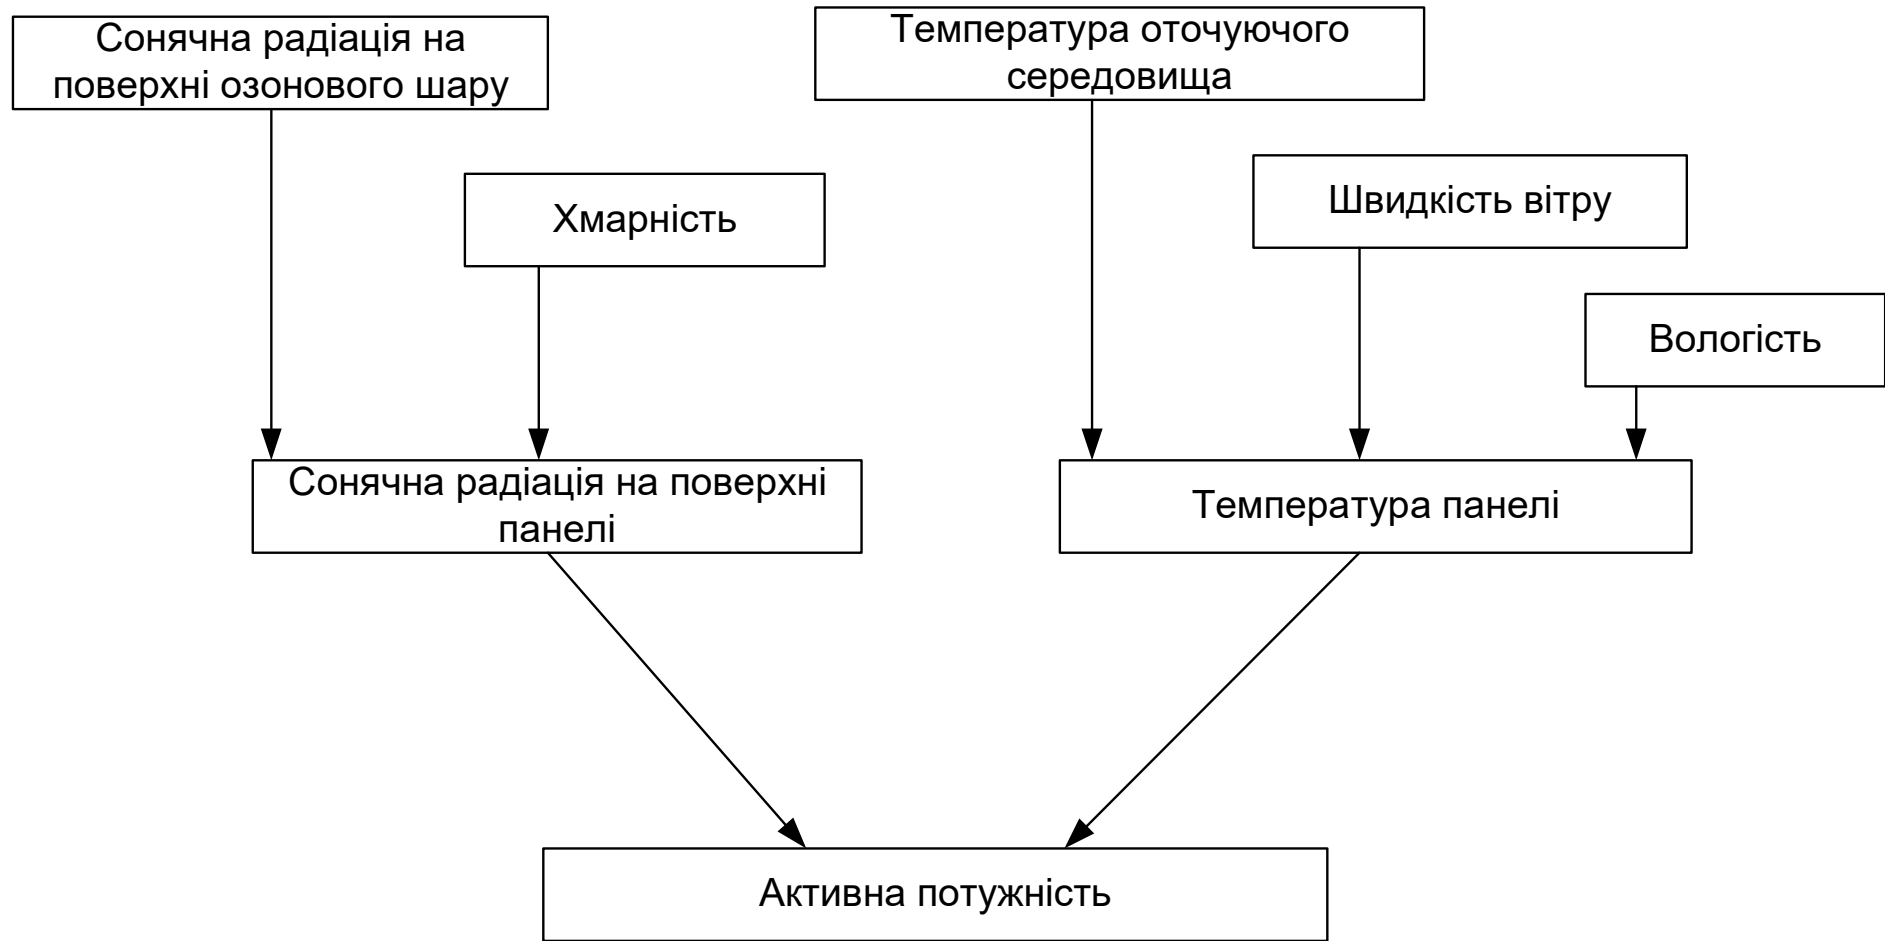 Сонячна радіація на
поверхні озонового шару
Температура оточуючого
середовища
Хмарність
Швидкість вітру
Вологість
Сонячна радіація на поверхні
панелі
Температура панелі
Активна потужність